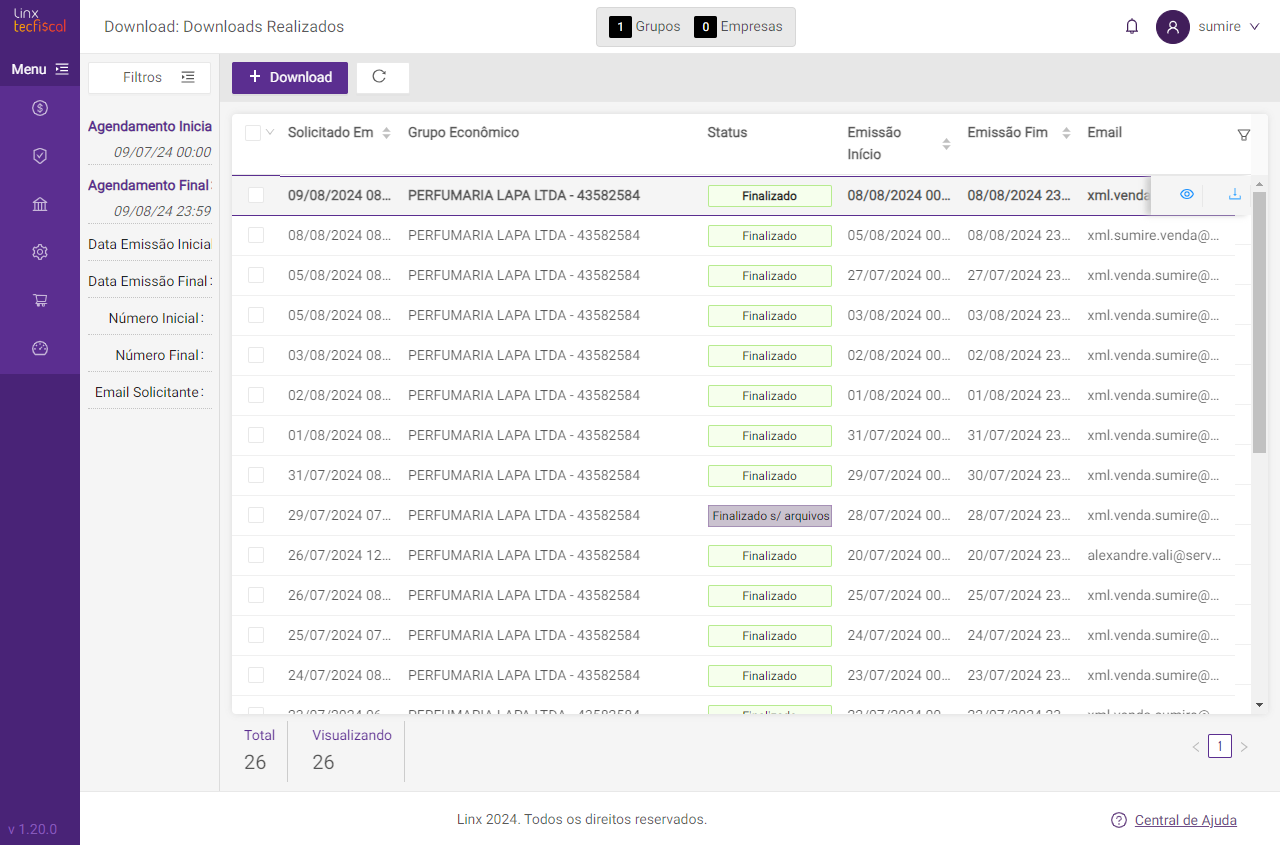 linx
tecfiscal
Download: Downloads Realizados
1 Grupos 0 Empresas
sumire
Menu
Filtros
+ Download
Agendamento Inicia
09/07/24 00:00
Agendamento Final:
09/08/24 23:59
Data Emissão Inicial
Data Emissão Final:
Número Inicial:
Número Final:
Email Solicitante:
Solicitado Em Grupo Econômico Status Emissão Início Emissão Fim Email
09/08/2024 08... PERFUMARIA LAPA LTDA - 43582584 Finalizado 08/08/2024 00... 08/08/2024 23... xml.venda
08/08/2024 08... PERFUMARIA LAPA LTDA - 43582584 Finalizado 05/08/2024 00... 08/08/2024 23... xml.sumire.venda@...
05/08/2024 08... PERFUMARIA LAPA LTDA - 43582584 Finalizado 27/07/2024 00... 27/07/2024 23... xml.venda.sumire@...
05/08/2024 08... PERFUMARIA LAPA LTDA - 43582584 Finalizado 03/08/2024 00... 03/08/2024 23... xml.venda.sumire@...
03/08/2024 08... PERFUMARIA LAPA LTDA - 43582584 Finalizado 02/08/2024 00... 02/08/2024 23... xml.venda.sumire@...
02/08/2024 08... PERFUMARIA LAPA LTDA - 43582584 Finalizado 01/08/2024 00... 01/08/2024 23... xml.venda.sumire@...
01/08/2024 08... PERFUMARIA LAPA LTDA - 43582584 Finalizado 31/07/2024 00... 31/07/2024 23... xml.venda.sumire@...
31/07/2024 08... PERFUMARIA LAPA LTDA - 43582584 Finalizado 29/07/2024 00... 30/07/2024 23... xml.venda.sumire@...
29/07/2024 07... PERFUMARIA LAPA LTDA - 43582584 Finalizado s/ arquivos 28/07/2024 00... 28/07/2024 23... xml.venda.sumire@...
26/07/2024 12... PERFUMARIA LAPA LTDA - 43582584 Finalizado 20/07/2024 00... 20/07/2024 23... alexandre.vali@serv...
26/07/2024 08... PERFUMARIA LAPA LTDA - 43582584 Finalizado 25/07/2024 00... 25/07/2024 23... xml.venda.sumire@...
25/07/2024 07... PERFUMARIA LAPA LTDA - 43582584 Finalizado 24/07/2024 00... 24/07/2024 23... xml.venda.sumire@...
24/07/2024 08... PERFUMARIA LAPA LTDA - 43582584 Finalizado 23/07/2024 00... 23/07/2024 23... xml.venda.sumire@...
Total Visualizando
26 26
1
v 1.20.0
Linx 2024. Todos os direitos reservados.
Central de Ajuda